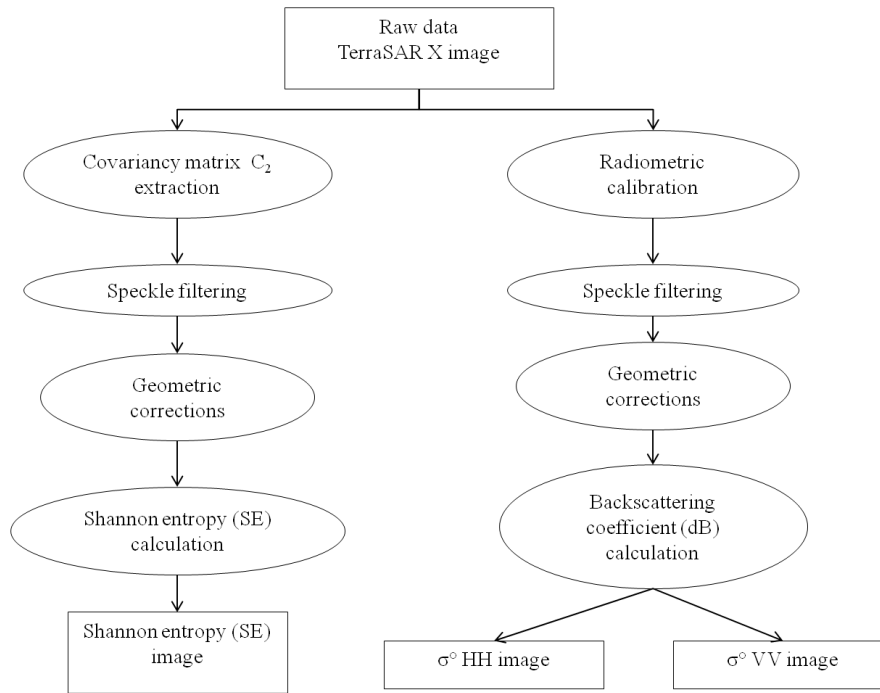 Raw data
TerraSAR X image
Covariancy matrix C₂
extraction
Speckle filtering
Geometric
corrections
Shannon entropy (SE)
calculation
Shannon entropy (SE)
image
Radiometric
calibration
Speckle filtering
Geometric
corrections
Backscattering
coefficient (dB)
calculation
σ° HH image
σ° VV image